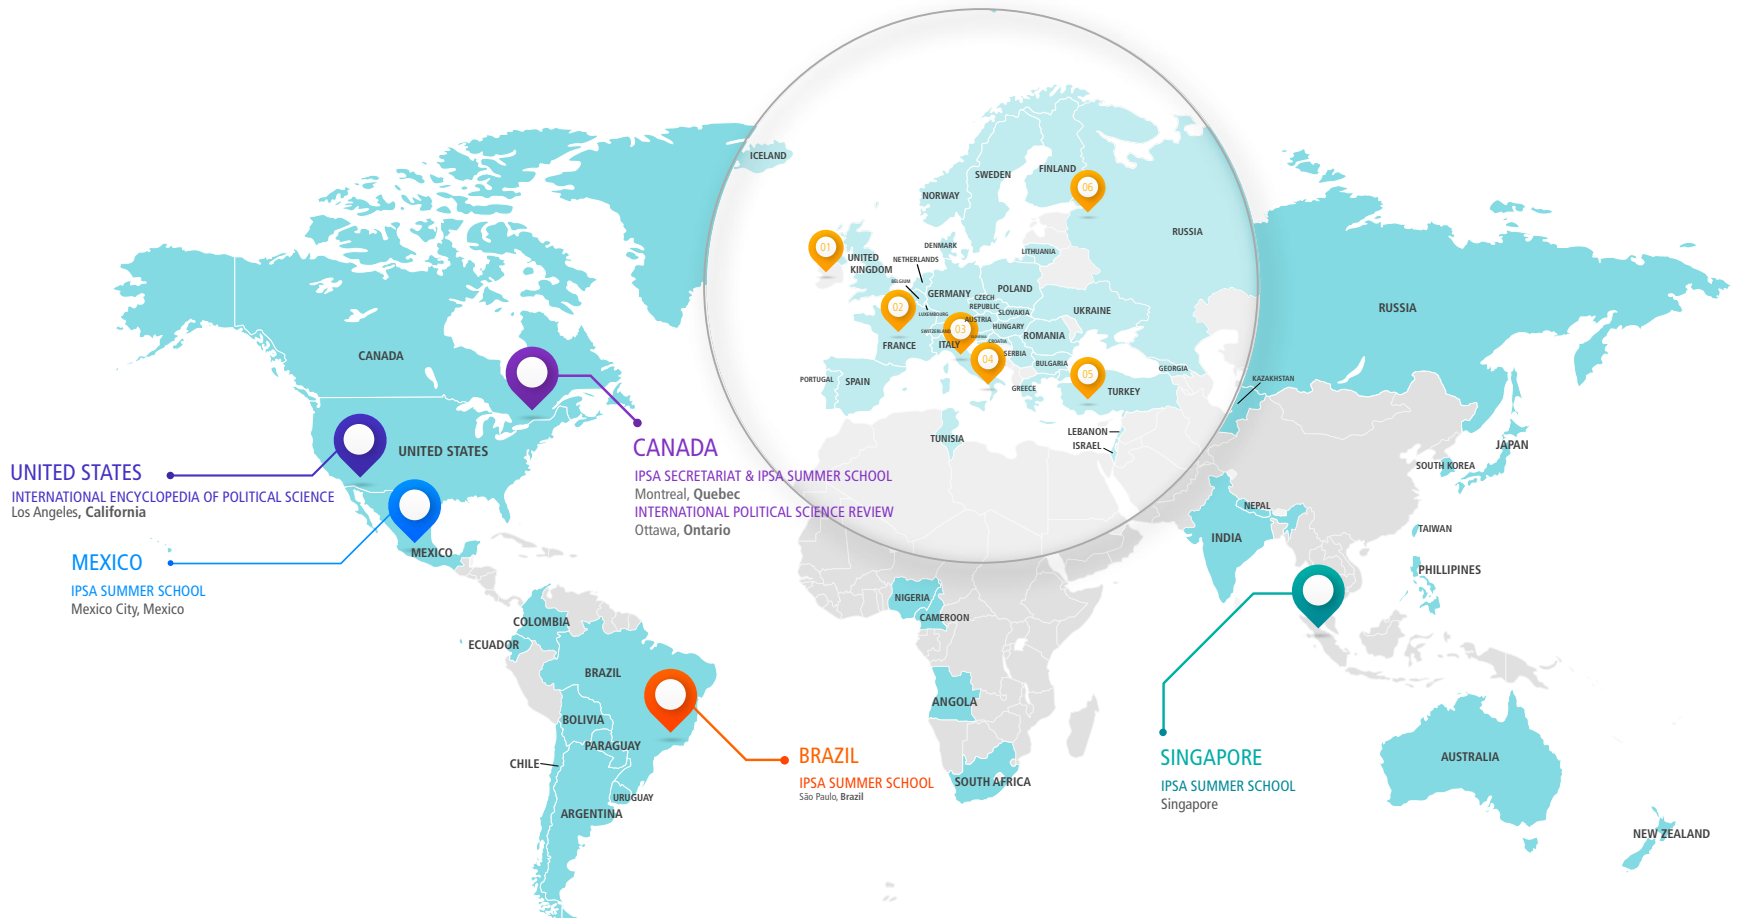 ICELAND
FINLAND
SWEDEN
NORWAY
06
RUSSIA
01
UNITED
KINGDOM
DENMARK
NETHERLANDS
LITHUANIA
BELGIUM
GERMANY
POLAND
CZECH
REPUBLIC
02
LUXEMBOURG
SLOVAKIA
UKRAINE
AUSTRIA
SWITZERLAND
03
HUNGARY
ROMANIA
FRANCE
ITALY
CROATIA
SERBIA
04
BULGARIA
GEORGIA
05
PORTUGAL
SPAIN
GREECE
TURKEY
KAZAKHSTAN
TUNISIA
LEBANON
ISRAEL
RUSSIA
CANADA
UNITED STATES
UNITED STATES
INTERNATIONAL ENCYCLOPEDIA OF POLITICAL SCIENCE
Los Angeles, California
CANADA
IPSA SECRETARIAT & IPSA SUMMER SCHOOL
Montreal, Quebec
INTERNATIONAL POLITICAL SCIENCE REVIEW
Ottawa, Ontario
MEXICO
MEXICO
IPSA SUMMER SCHOOL
Mexico City, Mexico
JAPAN
SOUTH KOREA
NEPAL
INDIA
TAIWAN
PHILLIPINES
NIGERIA
CAMEROON
COLOMBIA
ECUADOR
BRAZIL
ANGOLA
BOLIVIA
PARAGUAY
CHILE
URUGUAY
ARGENTINA
BRAZIL
IPSA SUMMER SCHOOL
São Paulo, Brazil
SOUTH AFRICA
SINGAPORE
IPSA SUMMER SCHOOL
Singapore
AUSTRALIA
NEW ZEALAND